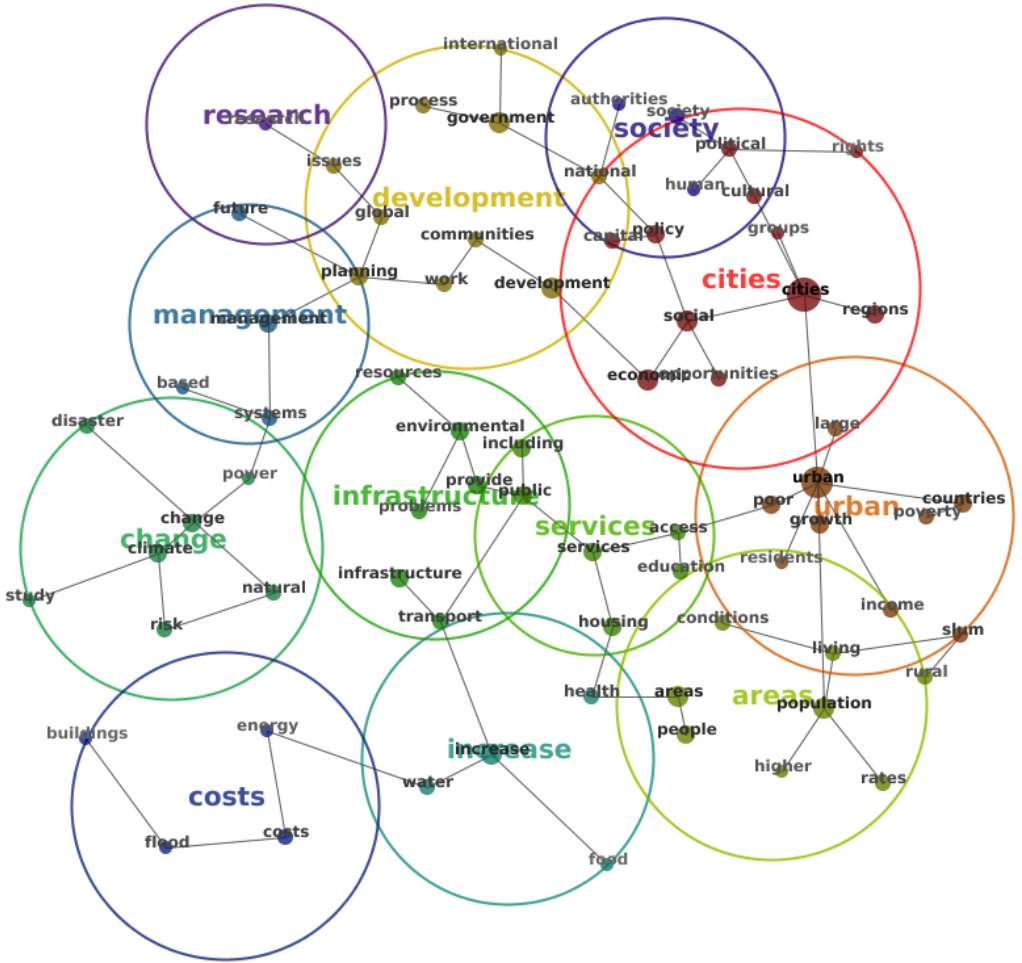 international
process
authorities
society
research
research
government
society
political
rights
issues
national
human
cultural
development
future
global
communities
capital
policy
groups
planning
work
development
cities
cities
management
management
social
regions
resources
economic
opportunities
based
systems
disaster
environmental
large
including
power
provide
public
urban
infrastructure
problems
poor
countries
urban
poverty
change
change
services
access
growth
climate
services
residents
infrastructure
education
study
natural
income
risk
transport
housing
conditions
slum
living
rural
health
areas
areas
population
buildings
energy
people
increase
increase
higher
rates
water
costs
costs
flood
food